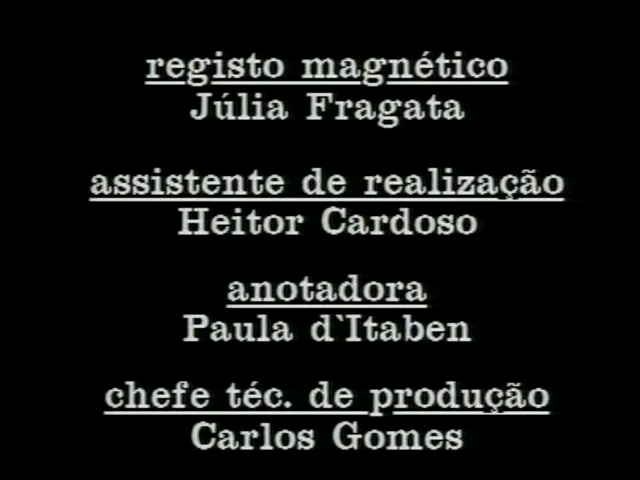 registo magnético
Júlia Fragata
assistente de realização
Heitor Cardoso
anotadora
Paula d`Itaben
chefe téc. de produção
Carlos Gomes